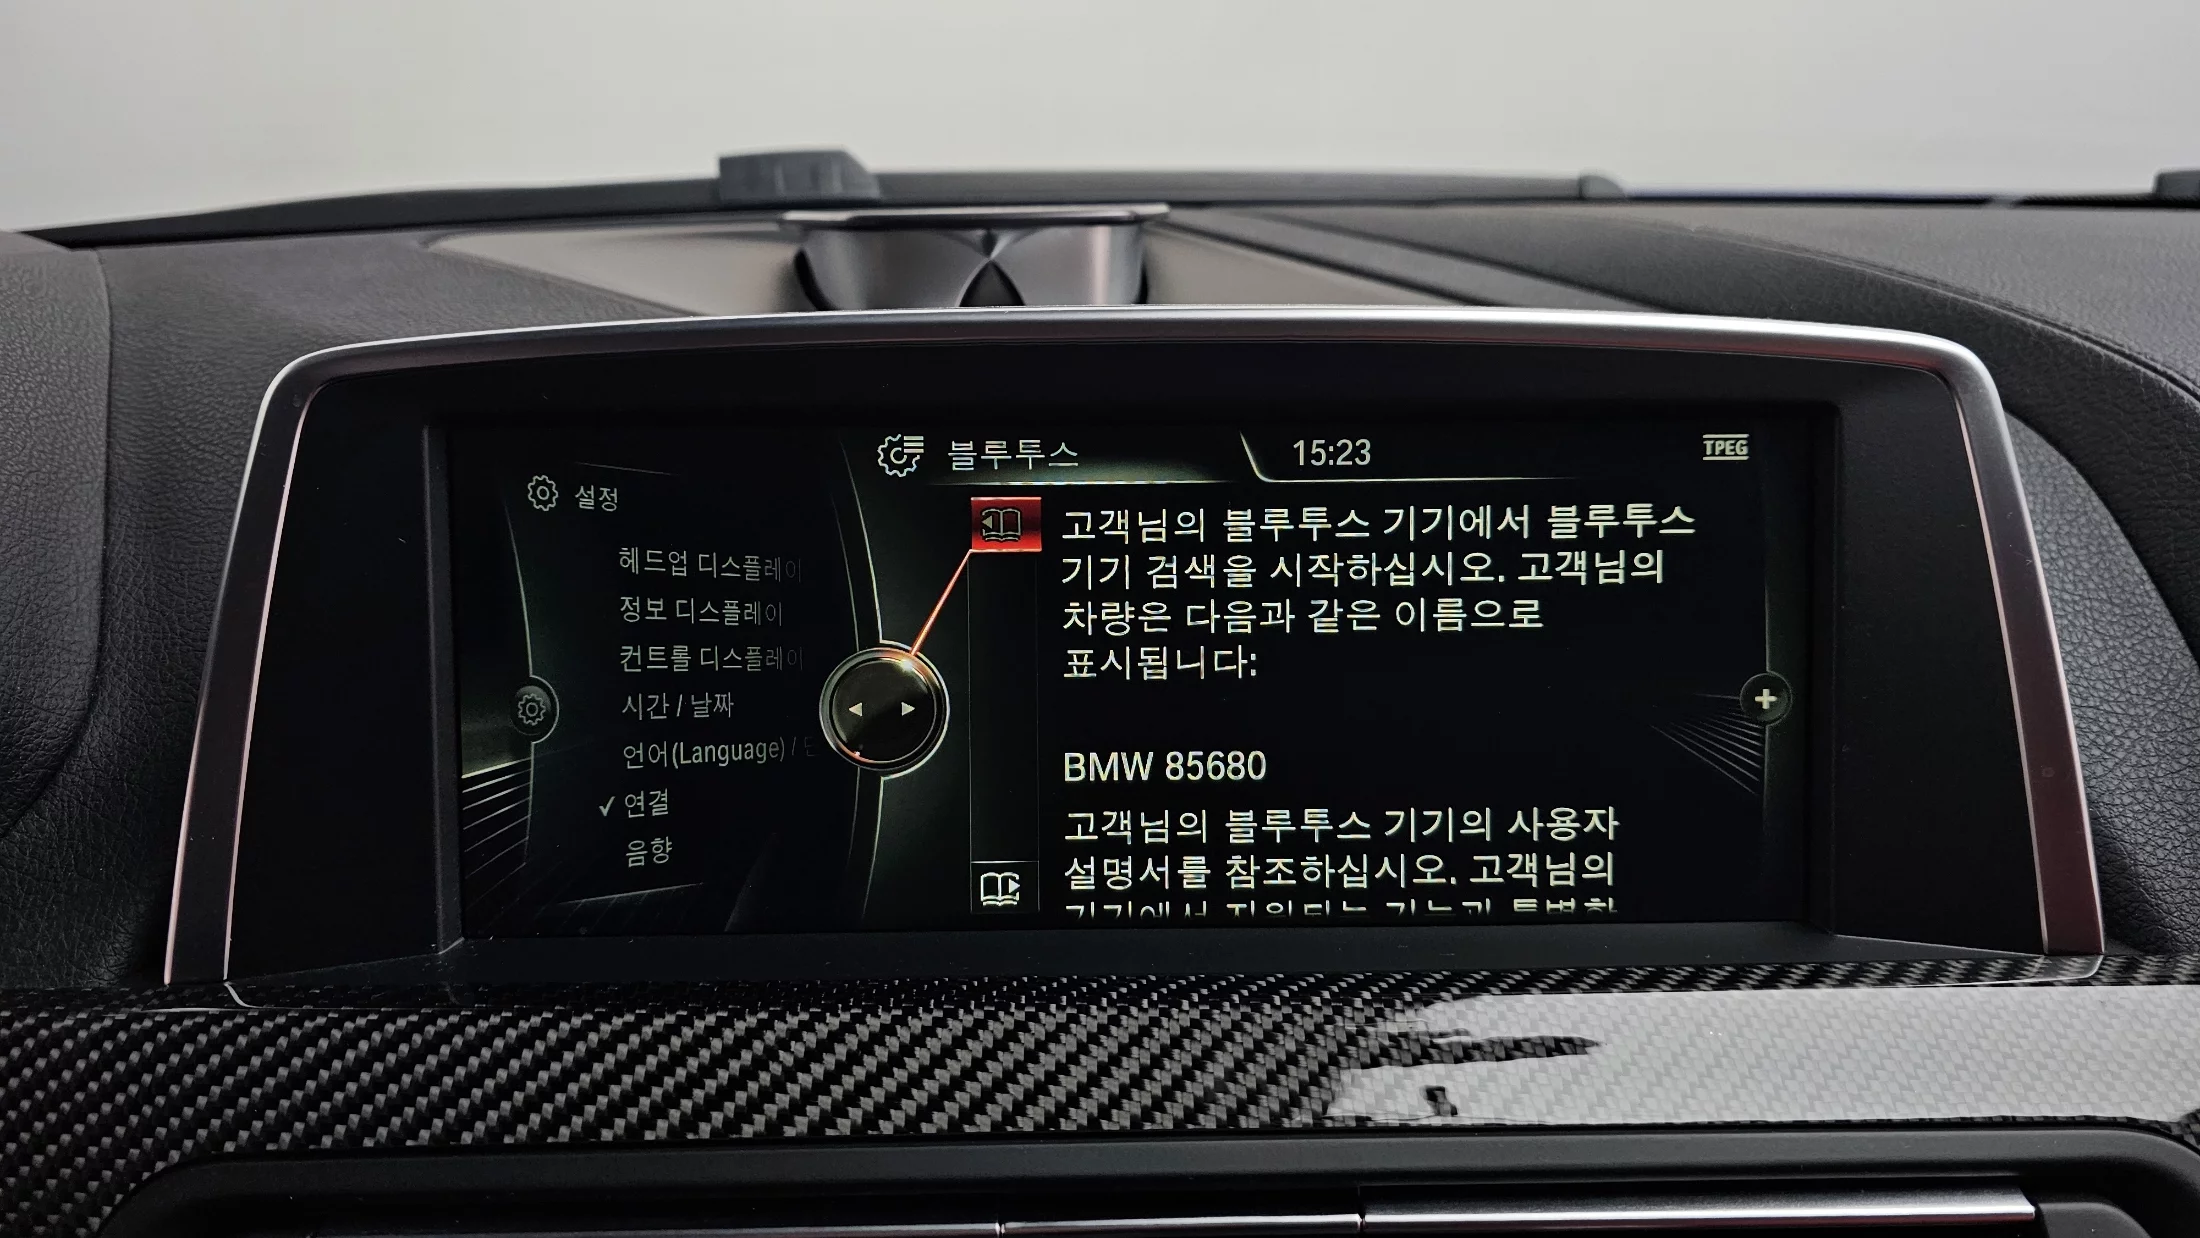 블루투스
15:23
TPEG
설정
헤드업 디스플레이
정보 디스플레이
컨트롤 디스플레이
시간 / 날짜
언어(Language) /
✓ 연결
음향
고객님의 블루투스 기기에서 블루투스
기기 검색을 시작하십시오. 고객님의
차량은 다음과 같은 이름으로
표시됩니다:
BMW 85680
고객님의 블루투스 기기의 사용자
설명서를 참조하십시오. 고객님의